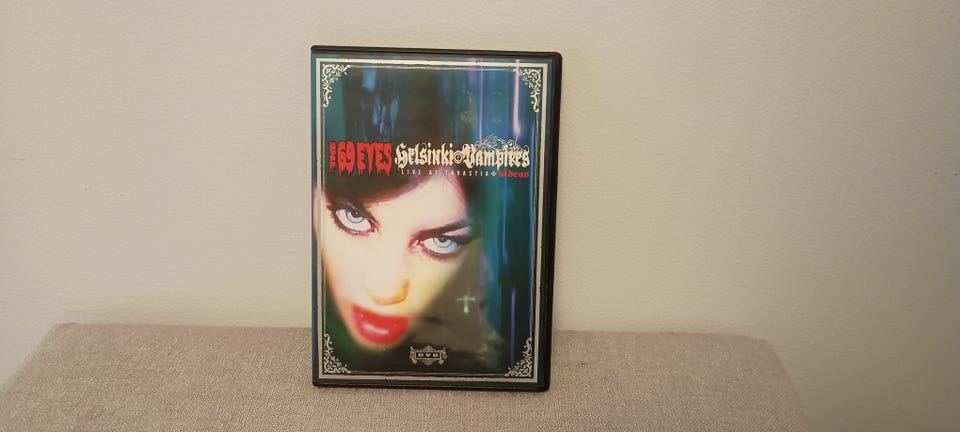 THE 69 EYES Helsinki Vampires
LIVE AT TAVASTIA + videos
DVD